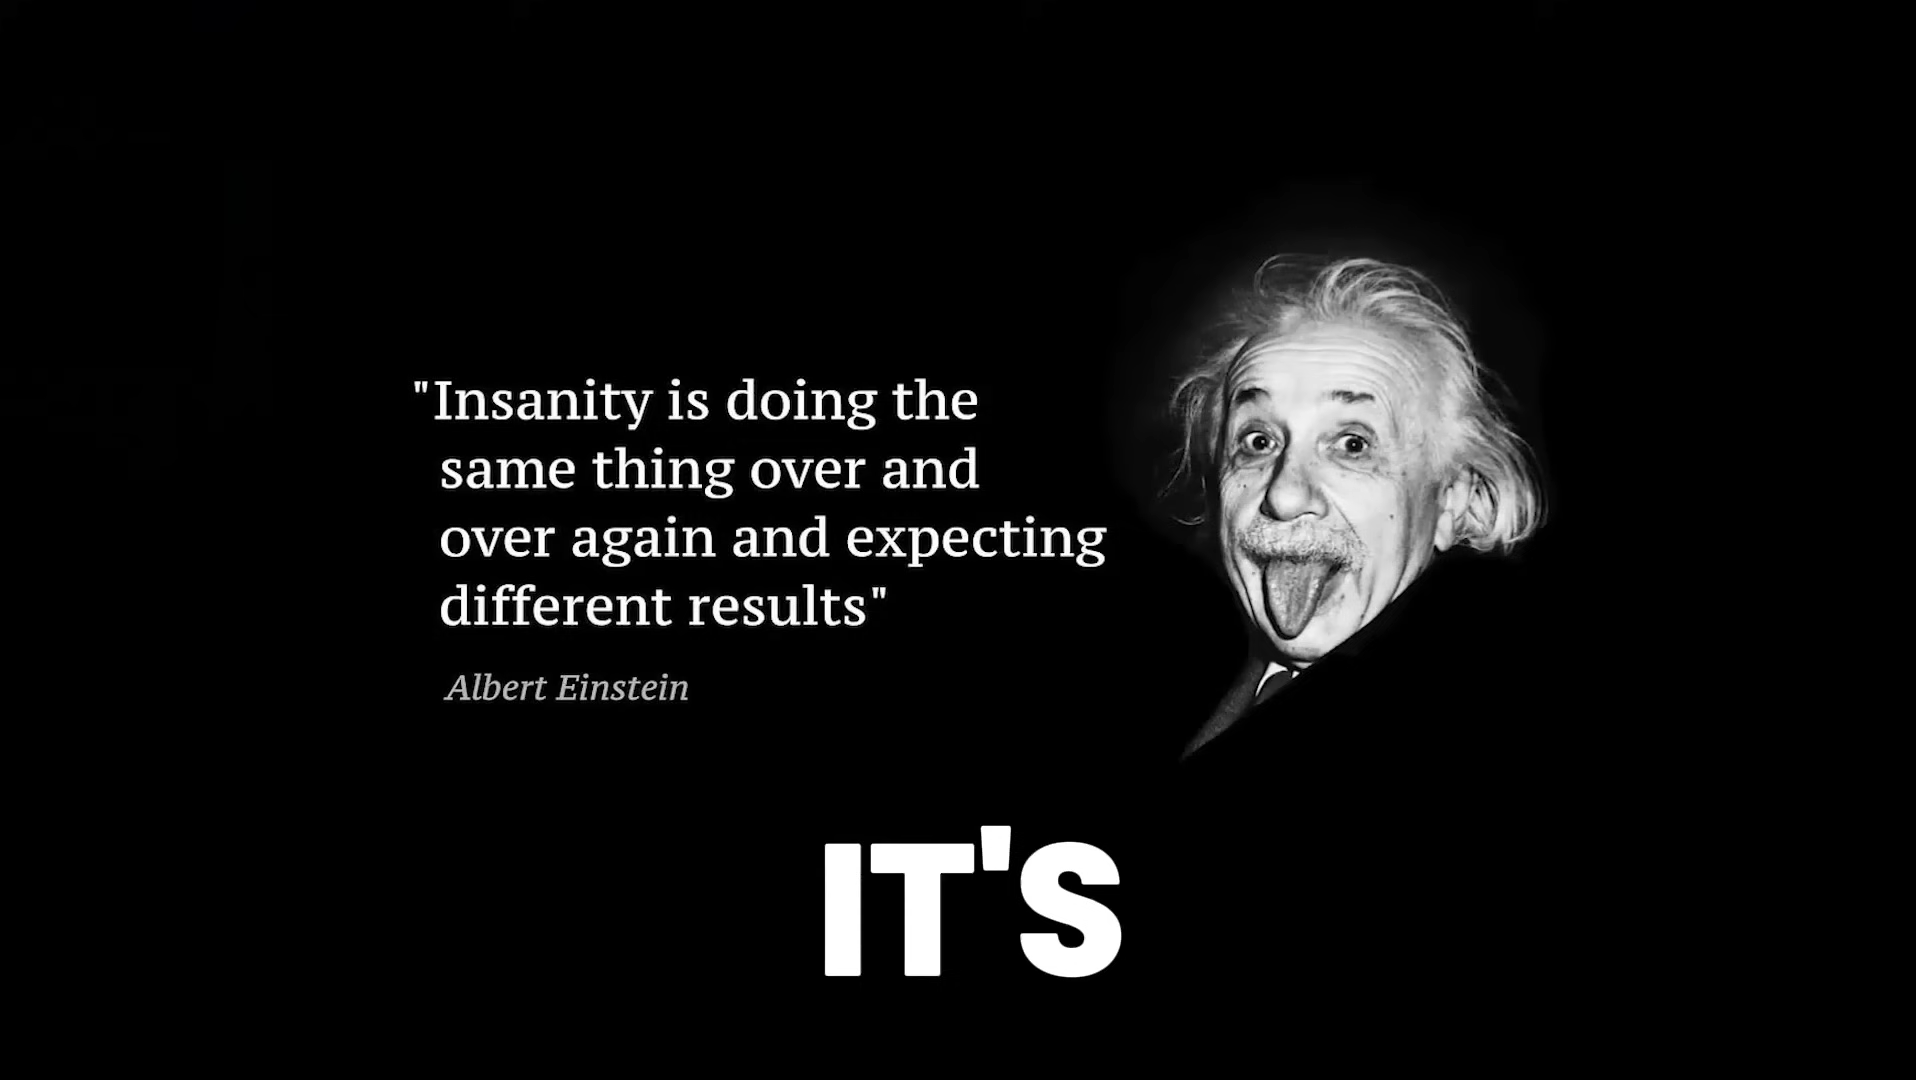 "Insanity is doing the
same thing over and
over again and expecting
different results"
Albert Einstein
IT'S